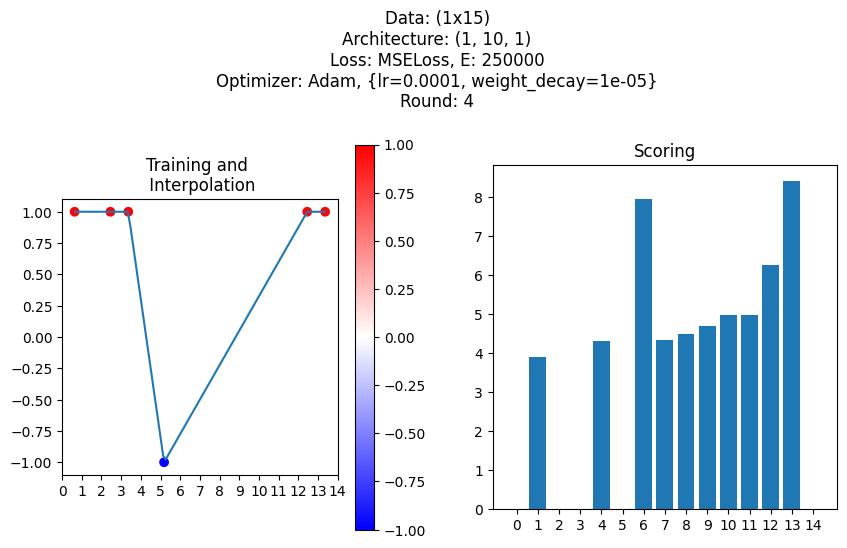 Data: (1x15)
Architecture: (1, 10, 1)
Loss: MSELoss, E: 250000
Optimizer: Adam, {lr=0.0001, weight_decay=1e-05}
Round: 4
Training and
Interpolation
1.00
0.75
0.50
0.25
0.00
−0.25
−0.50
−0.75
−1.00
0 1 2 3 4 5 6 7 8 9 10 11 12 13 14
1.00
0.75
0.50
0.25
0.00
−0.25
−0.50
−0.75
−1.00
Scoring
8
7
6
5
4
3
2
1
0
0 1 2 3 4 5 6 7 8 9 10 11 12 13 14